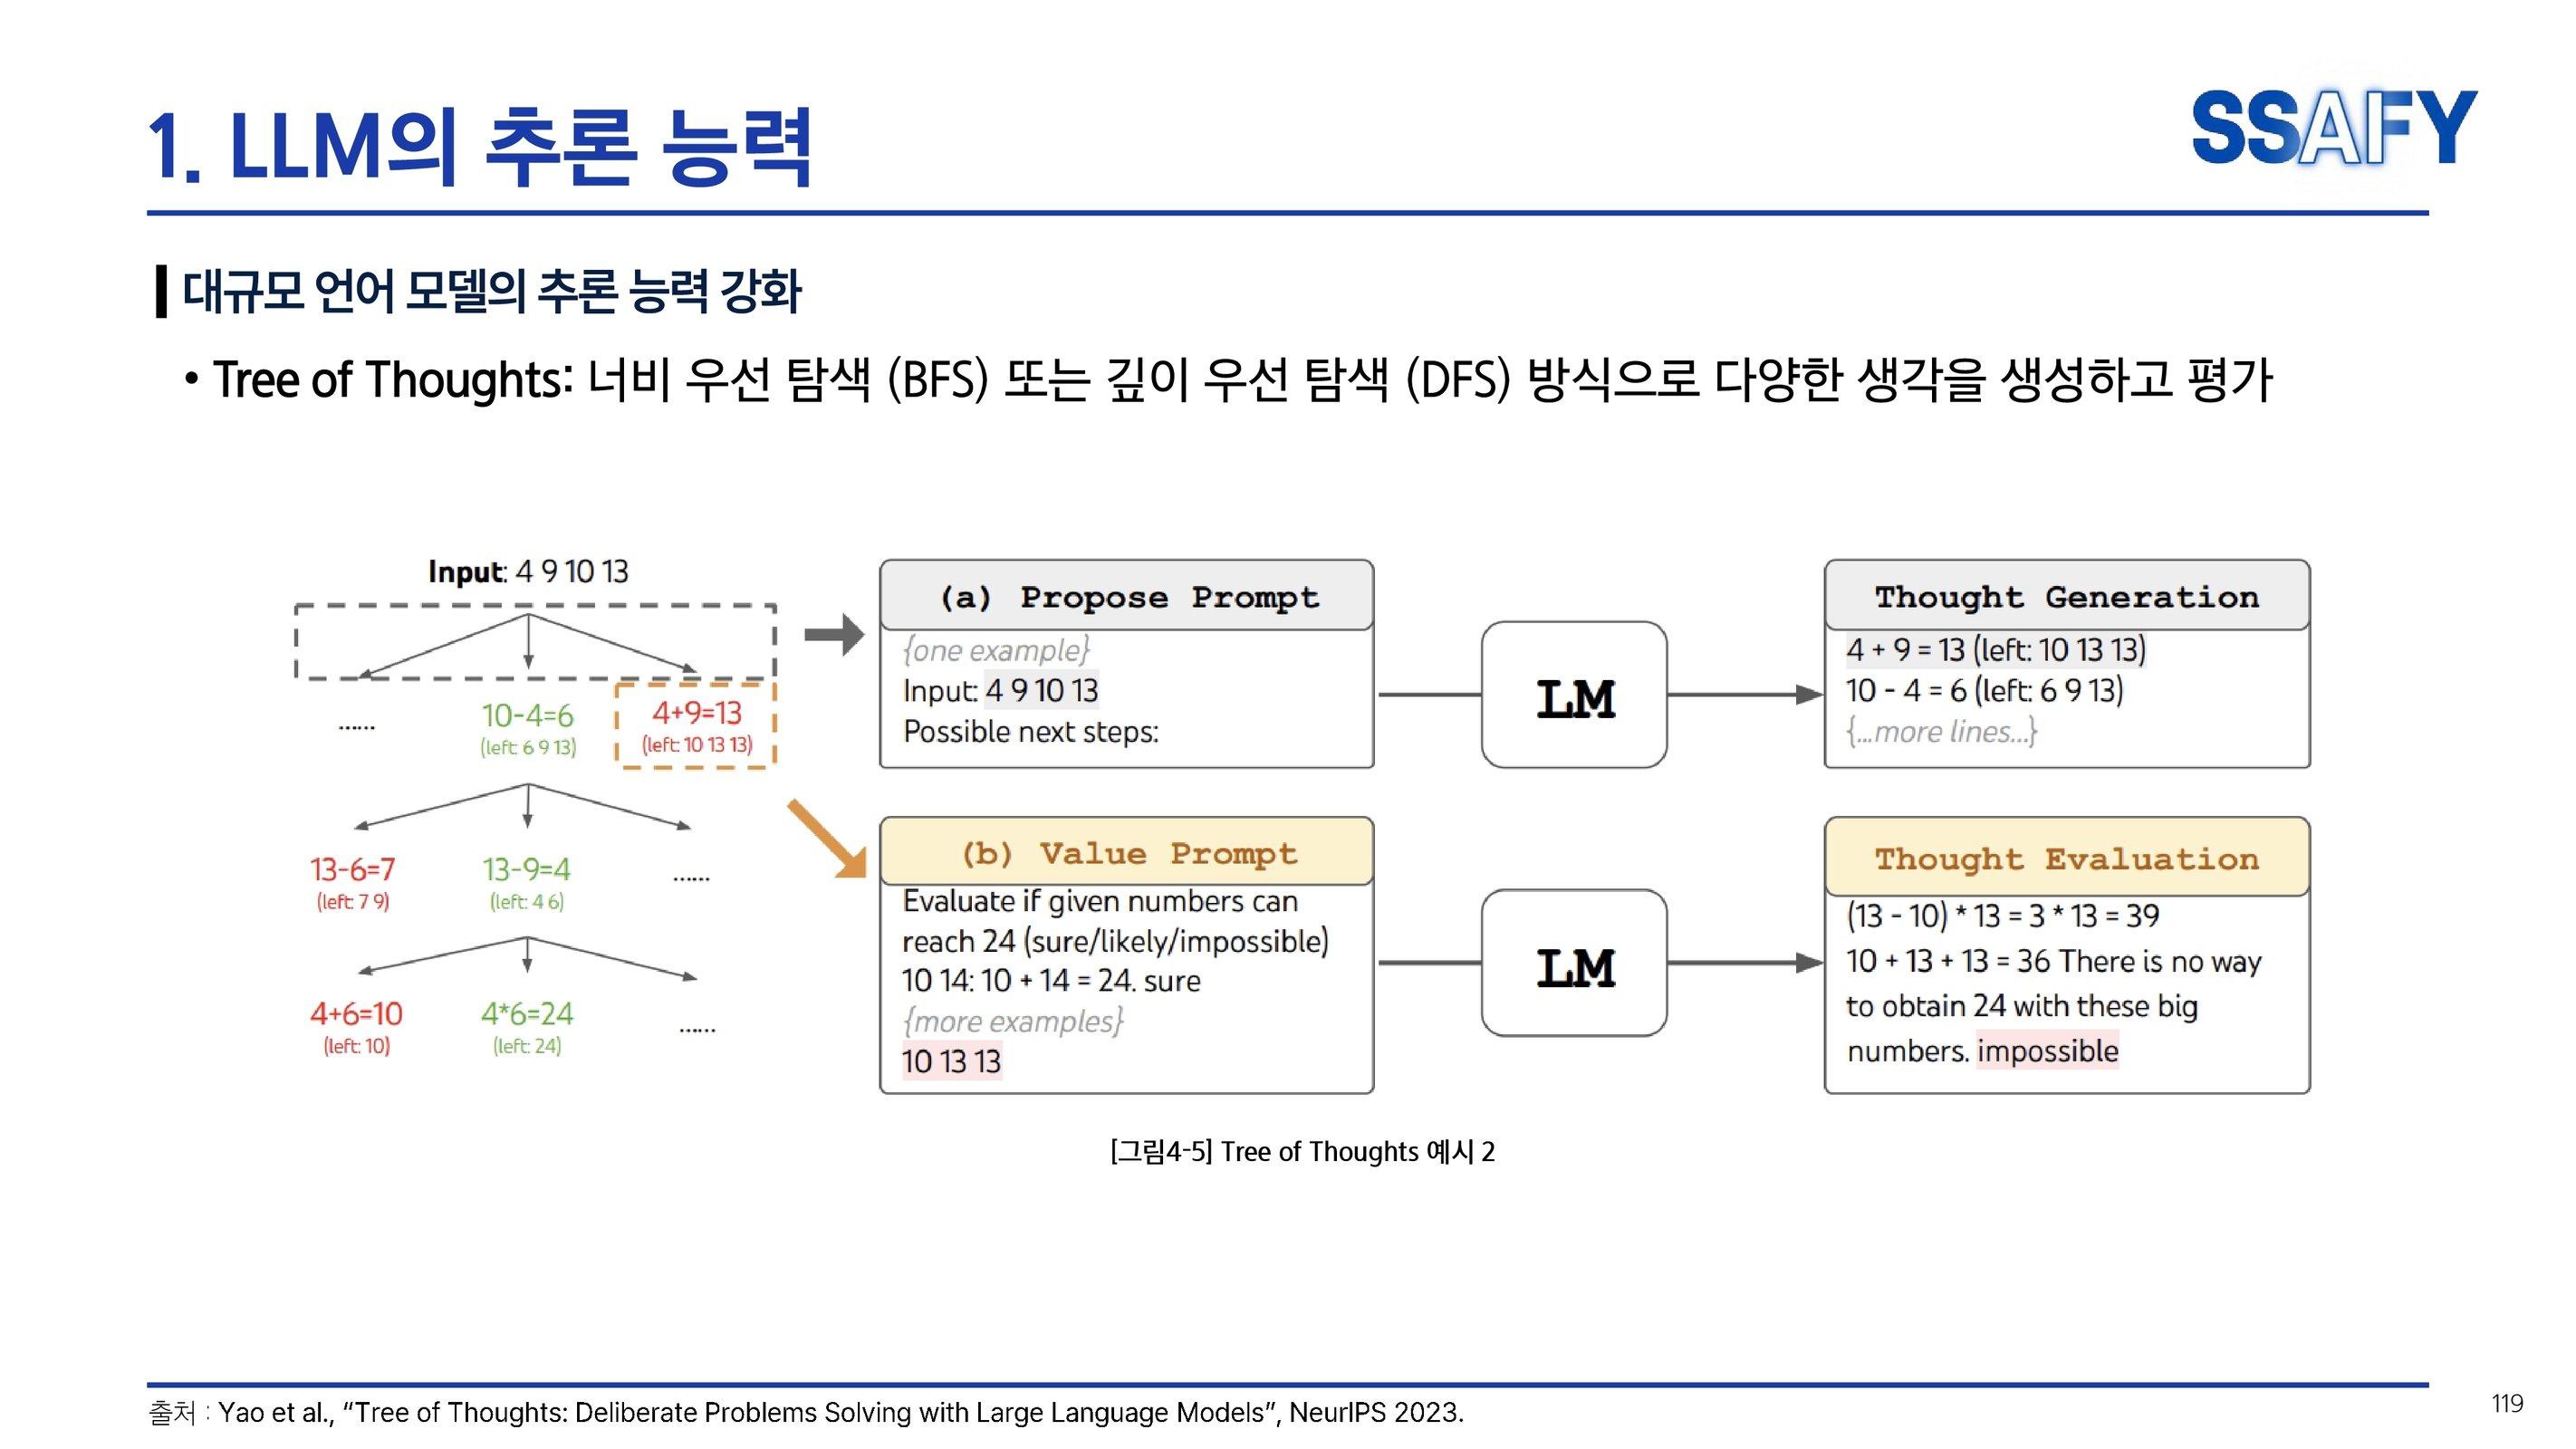 1. LLM의 추론 능력
SSAFY
대규모 언어 모델의 추론 능력 강화
• Tree of Thoughts: 너비 우선 탐색 (BFS) 또는 깊이 우선 탐색 (DFS) 방식으로 다양한 생각을 생성하고 평가
Input: 4 9 10 13
......
10-4=6
(left: 6 9 13)
4+9=13
(left: 10 13 13)
13-6=7
(left: 7 9)
13-9=4
(left: 4 6)
......
4+6=10
(left: 10)
4*6=24
(left: 24)
......
(a) Propose Prompt
{one example}
Input: 4 9 10 13
Possible next steps:
LM
Thought Generation
4 + 9 = 13 (left: 10 13 13)
10 - 4 = 6 (left: 6 9 13)
{...more lines...}
(b) Value Prompt
Evaluate if given numbers can
reach 24 (sure/likely/impossible)
10 14: 10 + 14 = 24. sure
{more examples}
10 13 13
LM
Thought Evaluation
(13 - 10) * 13 = 3 * 13 = 39
10 + 13 + 13 = 36 There is no way
to obtain 24 with these big
numbers. impossible
[그림4-5] Tree of Thoughts 예시 2
출처 : Yao et al., “Tree of Thoughts: Deliberate Problems Solving with Large Language Models”, NeurIPS 2023.
119